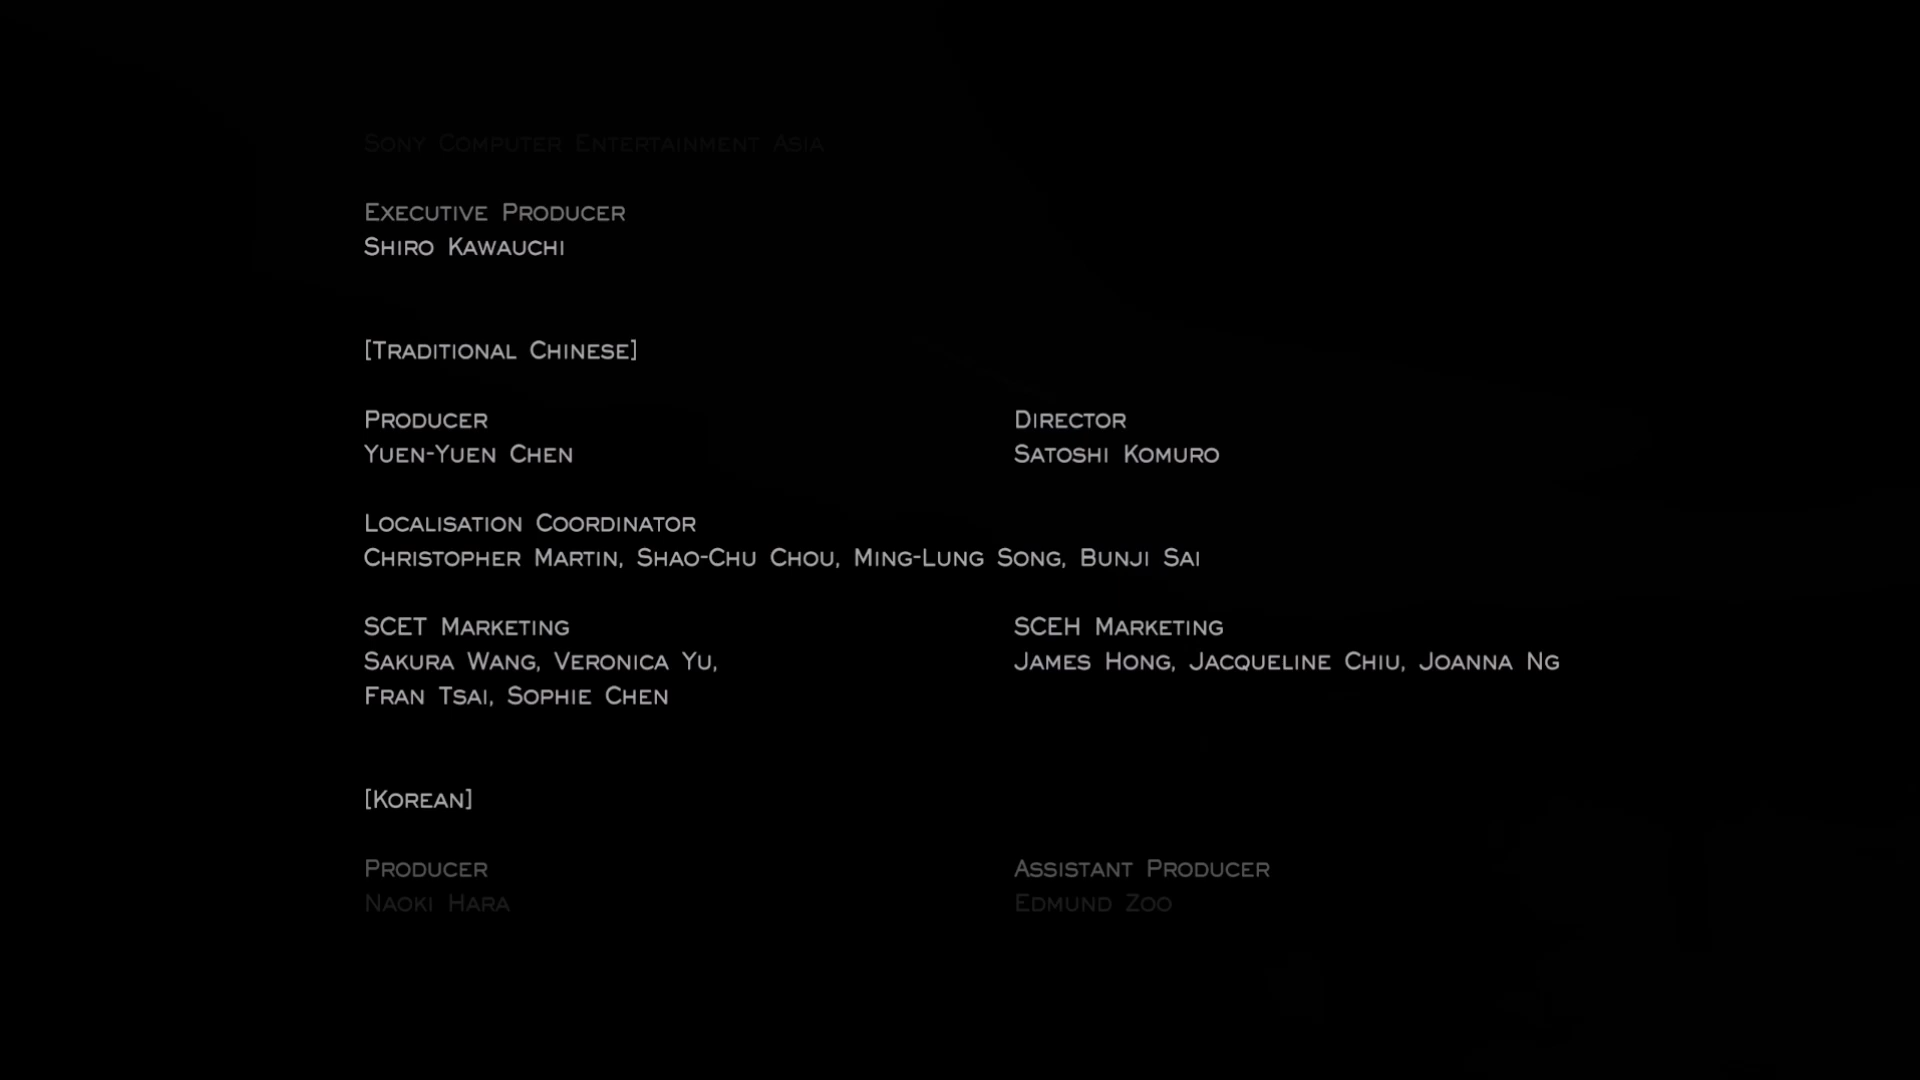 Sony Computer Entertainment Asia
Executive Producer
Shiro Kawauchi
[Traditional Chinese]
Producer
Yuen-Yuen Chen
Director
Satoshi Komuro
Localisation Coordinator
Christopher Martin, Shao-Chu Chou, Ming-Lung Song, Bunji Sai
SCET Marketing
Sakura Wang, Veronica Yu,
Fran Tsai, Sophie Chen
SCEH Marketing
James Hong, Jacqueline Chiu, Joanna Ng
[Korean]
Producer
Naoki Hara
Assistant Producer
Edmund Zoo